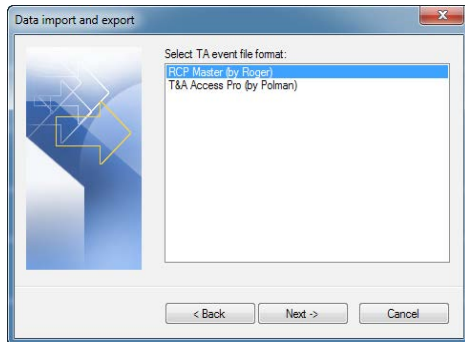 Data import and export
Select TA event file format:
RCP Master (by Roger)
T&A Access Pro (by Polman)
< Back
Next ->
Cancel